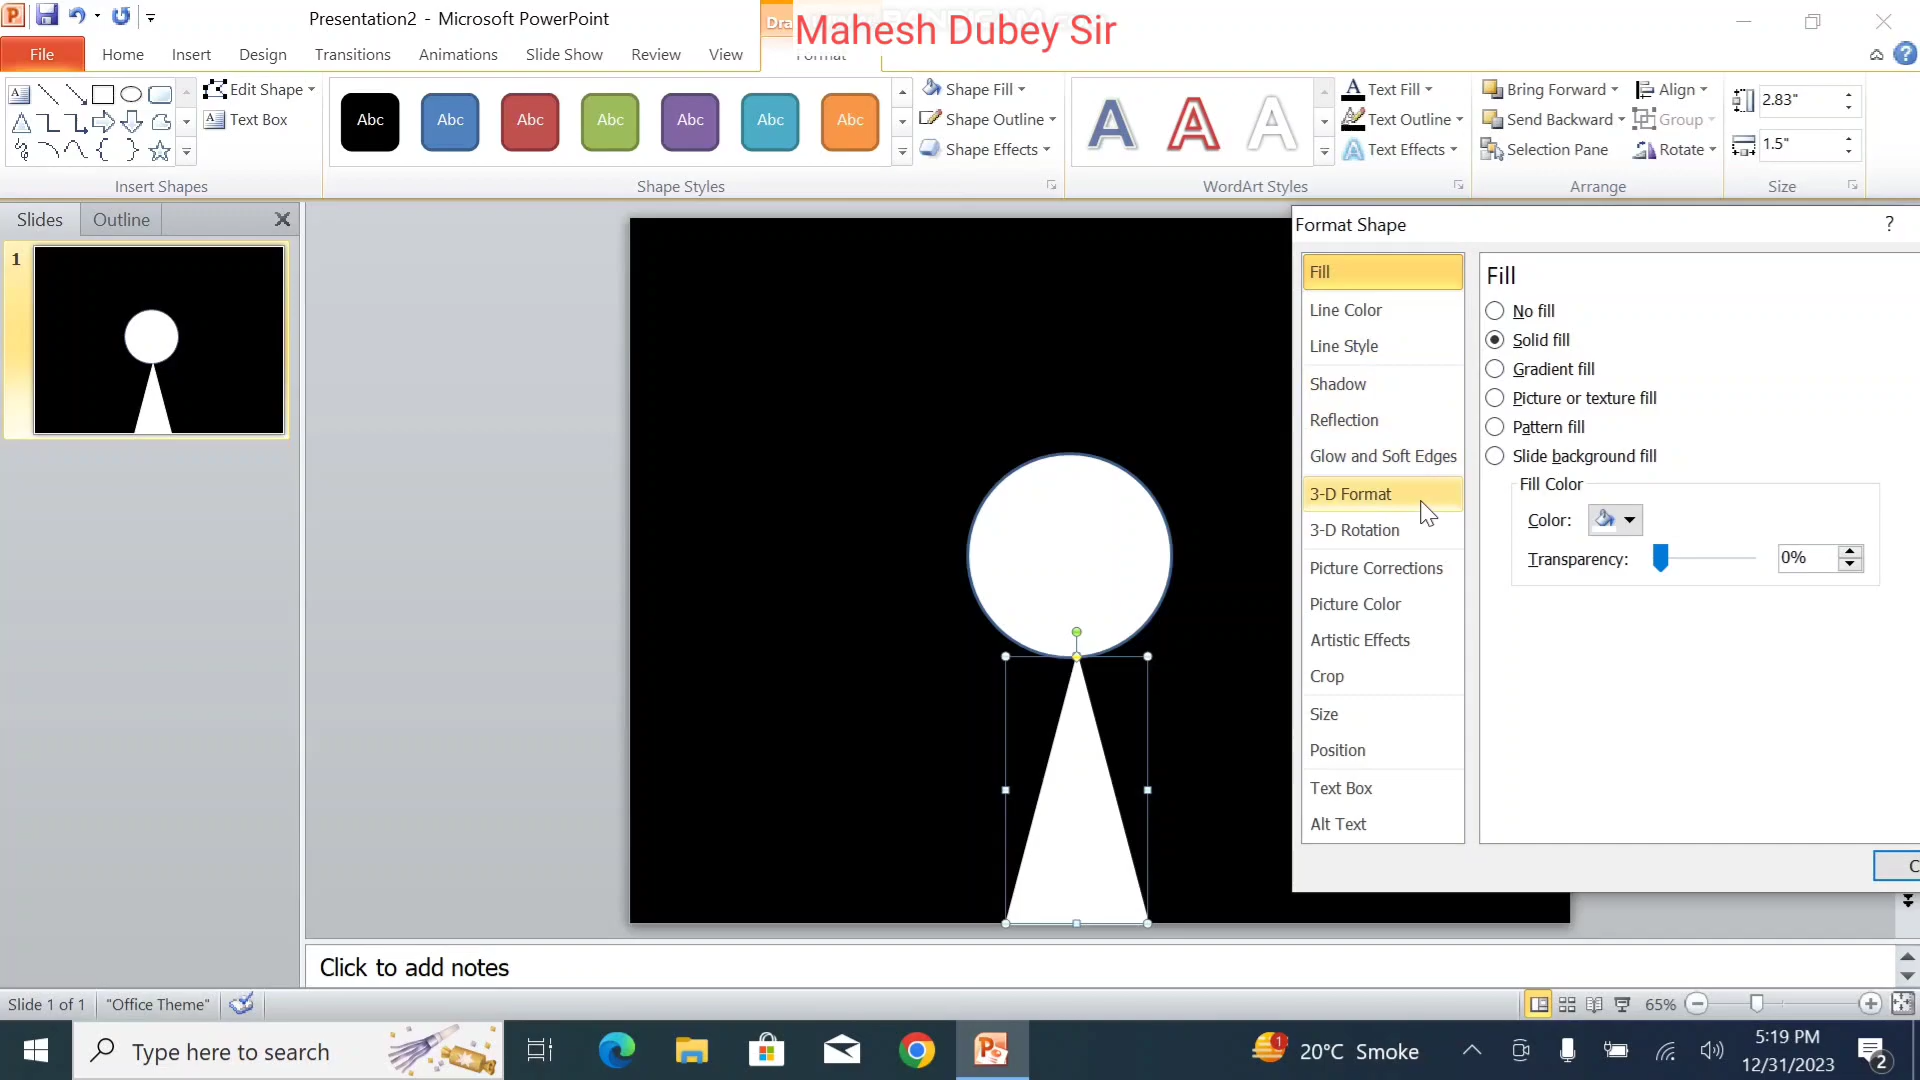 Presentation2 - Microsoft PowerPoint
Mahesh Dubey Sir
File Home Insert Design Transitions Animations Slide Show Review View Format
Edit Shape
Text Box
Insert Shapes
Abc Abc Abc Abc Abc Abc Abc
Shape Fill
Shape Outline
Shape Effects
Shape Styles
A A A
Text Fill
Text Outline
Text Effects
WordArt Styles
Bring Forward
Send Backward
Selection Pane
Align
Group
Rotate
Arrange
2.83"
1.5"
Size
Slides Outline
1
Format Shape
Fill
Line Color
Line Style
Shadow
Reflection
Glow and Soft Edges
3-D Format
3-D Rotation
Picture Corrections
Picture Color
Artistic Effects
Crop
Size
Position
Text Box
Alt Text
Fill
No fill
Solid fill
Gradient fill
Picture or texture fill
Pattern fill
Slide background fill
Fill Color
Color:
Transparency: 0%
Click to add notes
Slide 1 of 1 "Office Theme" 65%
Type here to search
1 20°C Smoke
5:19 PM
12/31/2023
2